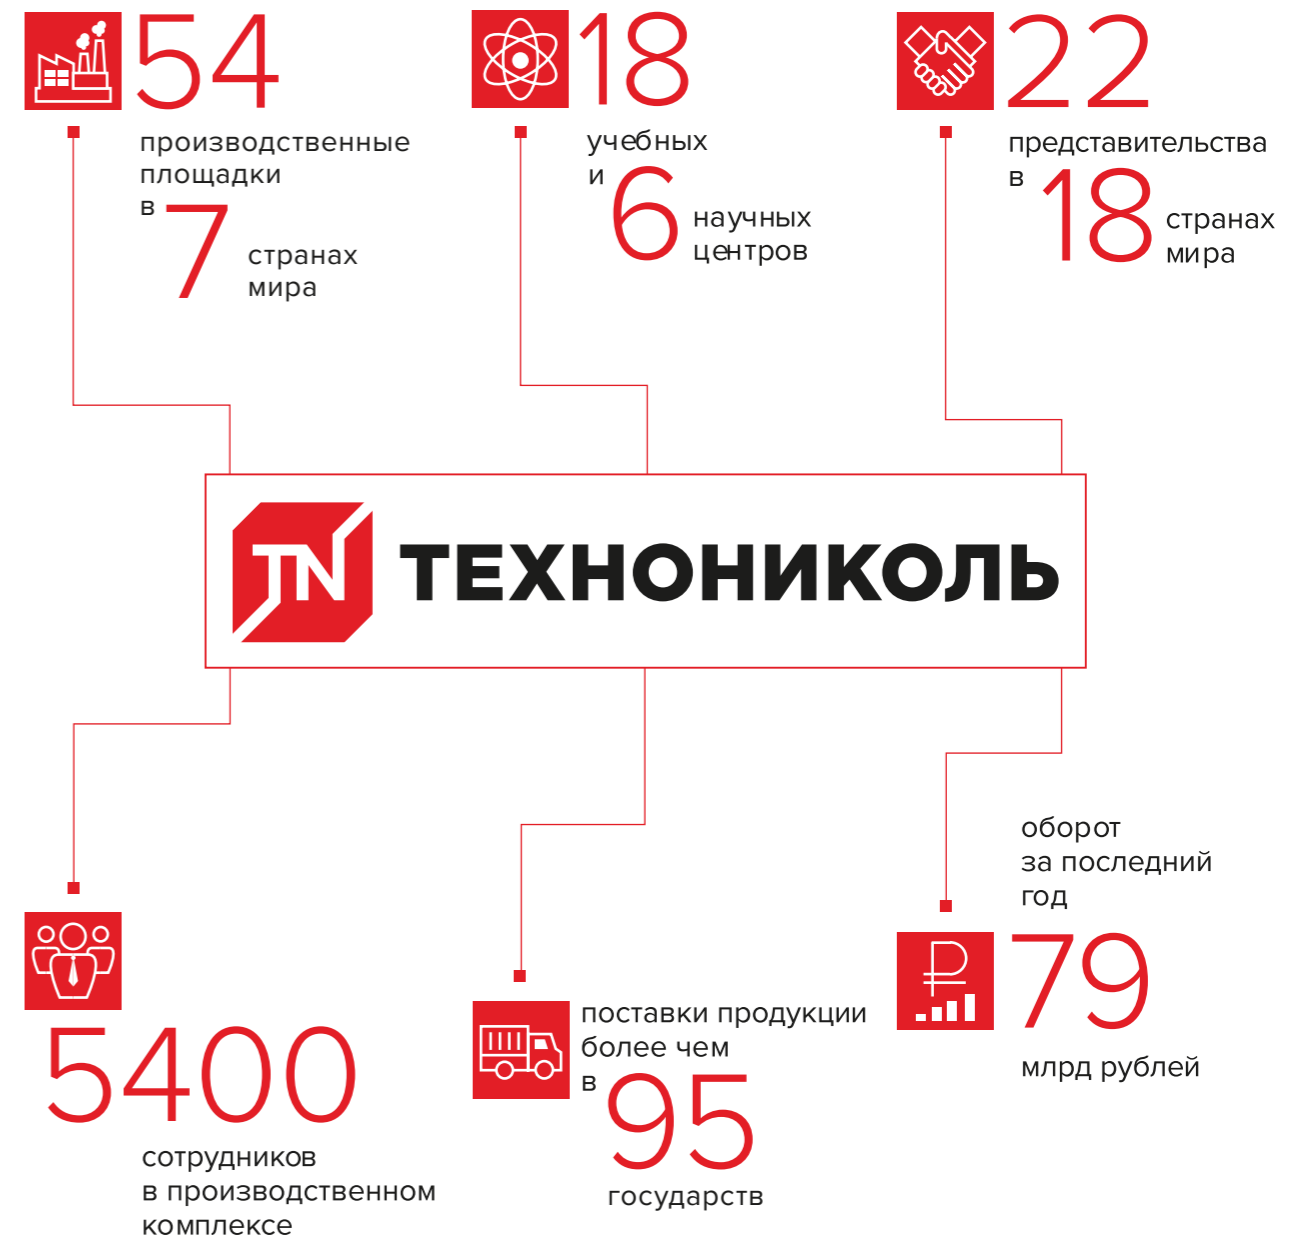 54
производственные
площадки
в 7 странах
мира
18
учебных
и 6 научных
центров
22
представительства
в 18 странах
мира
TN ТЕХНОНИКОЛЬ
5400
сотрудников
в производственном
комплексе
поставки продукции
более чем
в 95
государств
оборот
за последний
год
79
млрд рублей